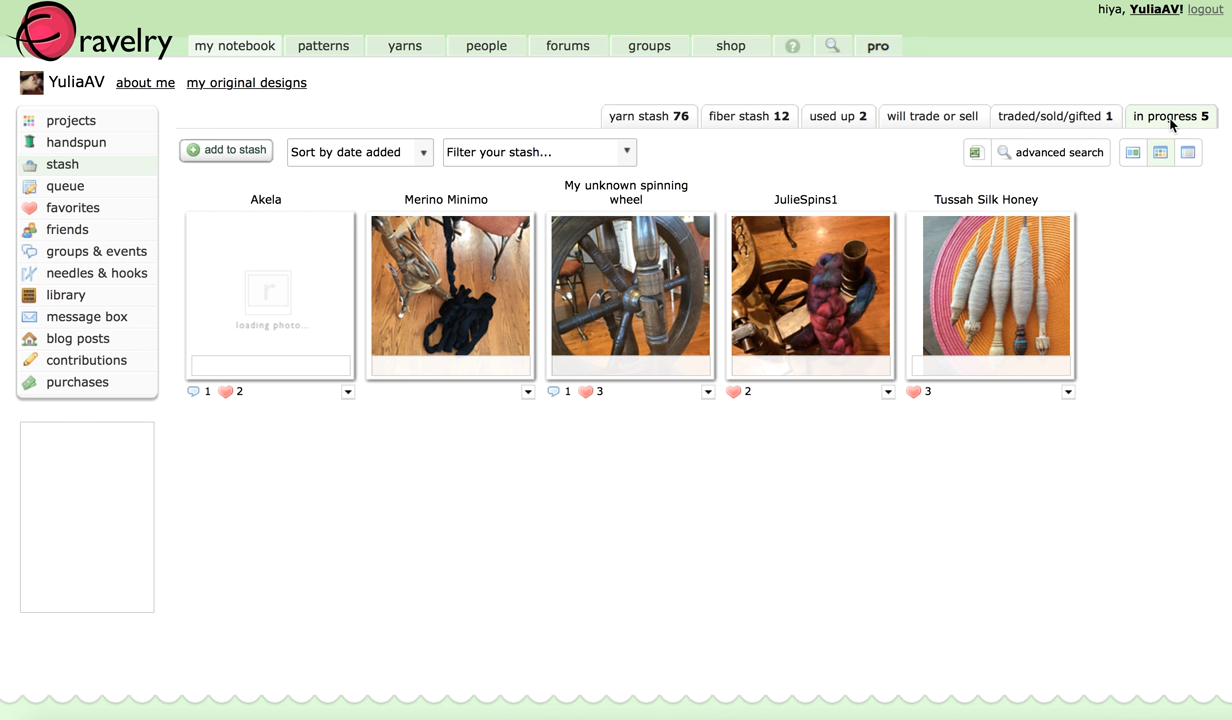 hiya, YuliaAV! logout
ravelry
my notebook patterns yarns people forums groups shop ? pro
YuliaAV about me my original designs
projects
handspun
stash
queue
favorites
friends
groups & events
needles & hooks
library
message box
blog posts
contributions
purchases
yarn stash 76 fiber stash 12 used up 2 will trade or sell traded/sold/gifted 1 in progress 5
add to stash Sort by date added Filter your stash... advanced search
Akela
r
loading photo...
1 2
Merino Minimo
My unknown spinning
wheel
1 3
JulieSpins1
2
Tussah Silk Honey
3